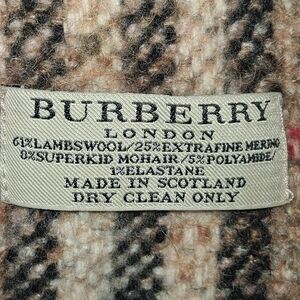 BURBERRY
LONDON
61%LAMBSWOOL/25%EXTRAFINE MERINO
8%SUPERKID MOHAIR/5%POLYAMIDE/
1%ELASTANE
MADE IN SCOTLAND
DRY CLEAN ONLY